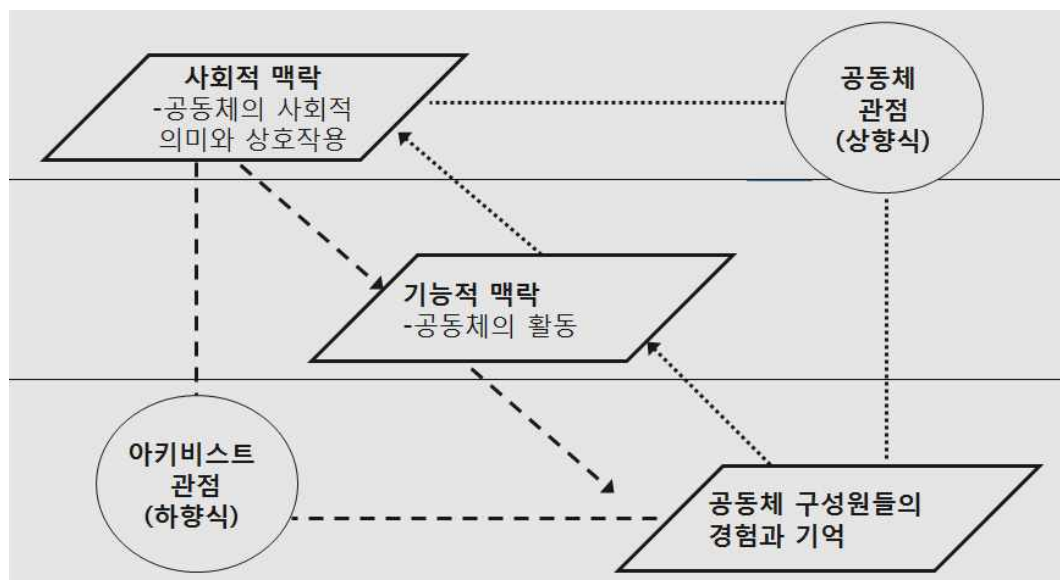 사회적 맥락
-공동체의 사회적
의미와 상호작용
공동체
관점
(상향식)
기능적 맥락
-공동체의 활동
아키비스트
관점
(하향식)
공동체 구성원들의
경험과 기억